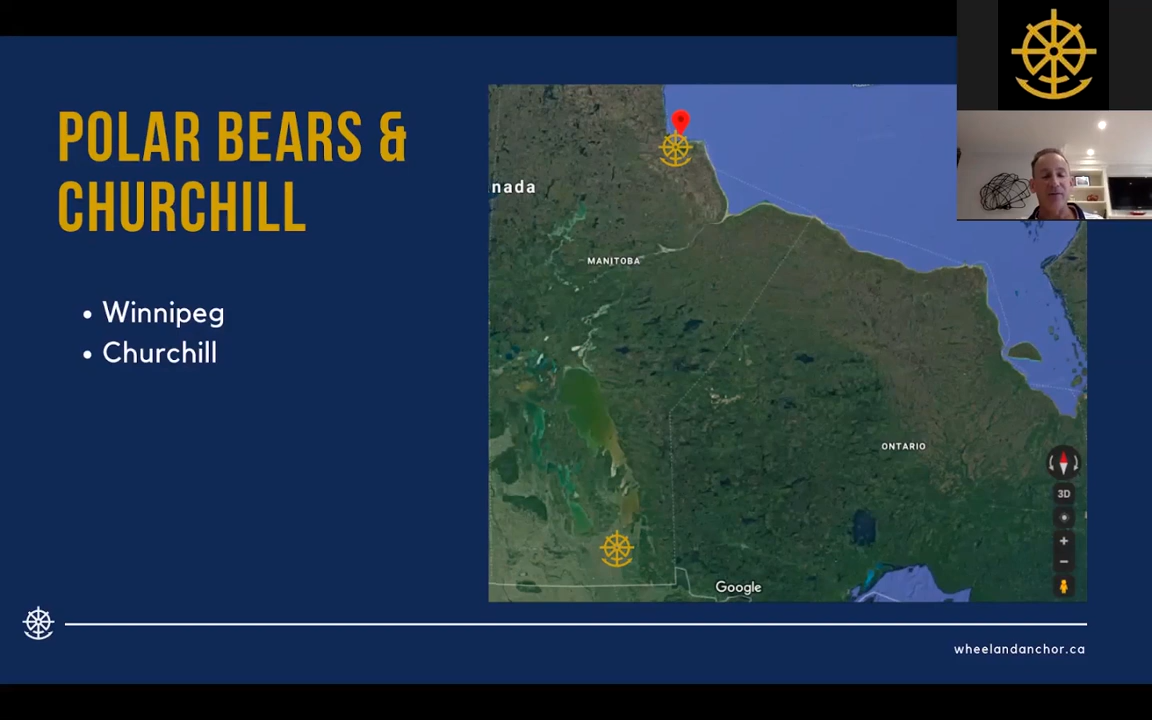 POLAR BEARS &
CHURCHILL
• Winnipeg
• Churchill
nada
MANITOBA
ONTARIO
3D
Google
wheelandanchor.ca